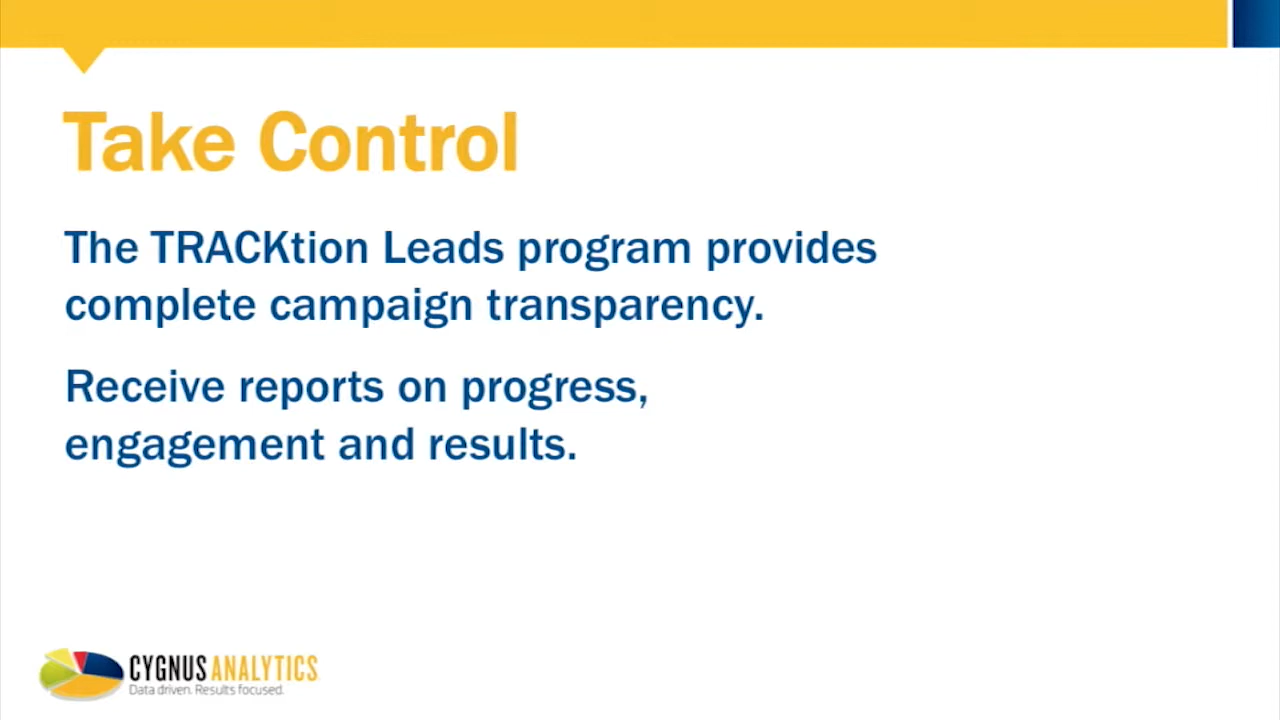 Take Control
The TRACKtion Leads program provides
complete campaign transparency.
Receive reports on progress,
engagement and results.
CYGNUS ANALYTICS
Data driven. Results focused.